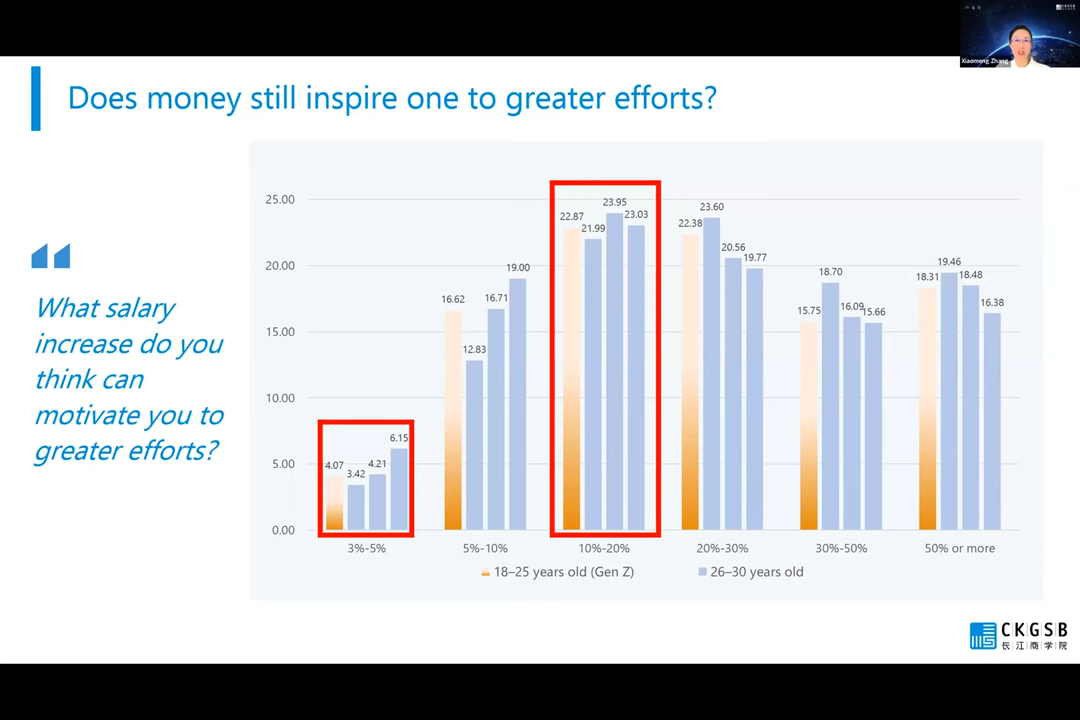 CKGSB
Xiaomeng Zhang
Does money still inspire one to greater efforts?
What salary
increase do you
think can
motivate you to
greater efforts?
25.00
20.00
15.00
10.00
5.00
0.00
4.07
3.42
4.21
6.15
16.62
12.83
16.71
19.00
22.87
21.99
23.95
23.03
22.38
23.60
20.56
19.77
15.75
18.70
16.09
15.66
18.31
19.46
18.48
16.38
3%-5% 5%-10% 10%-20% 20%-30% 30%-50% 50% or more
18–25 years old (Gen Z) 26–30 years old
CKGSB
长江商学院